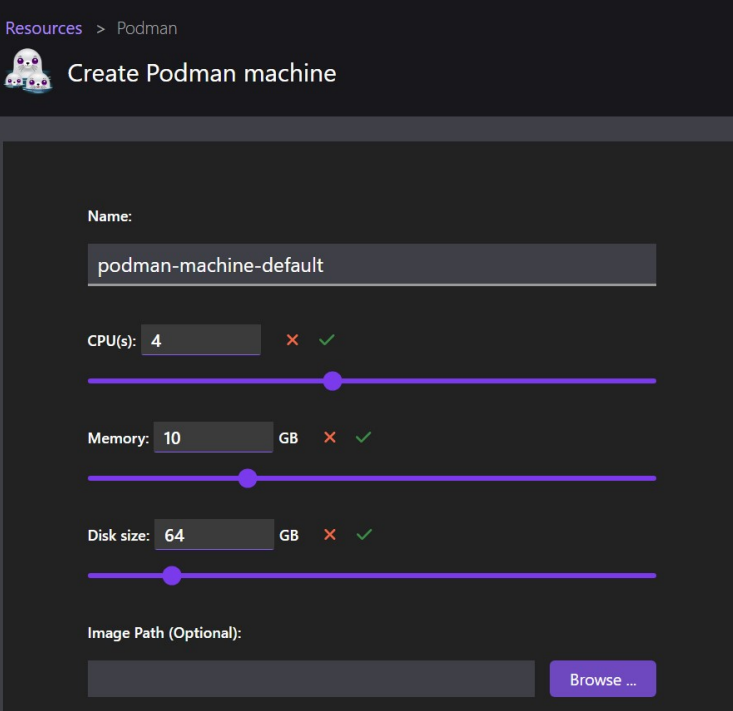 Resources > Podman
Create Podman machine
Name:
podman-machine-default
CPU(s): 4
Memory: 10 GB
Disk size: 64 GB
Image Path (Optional):
Browse ...